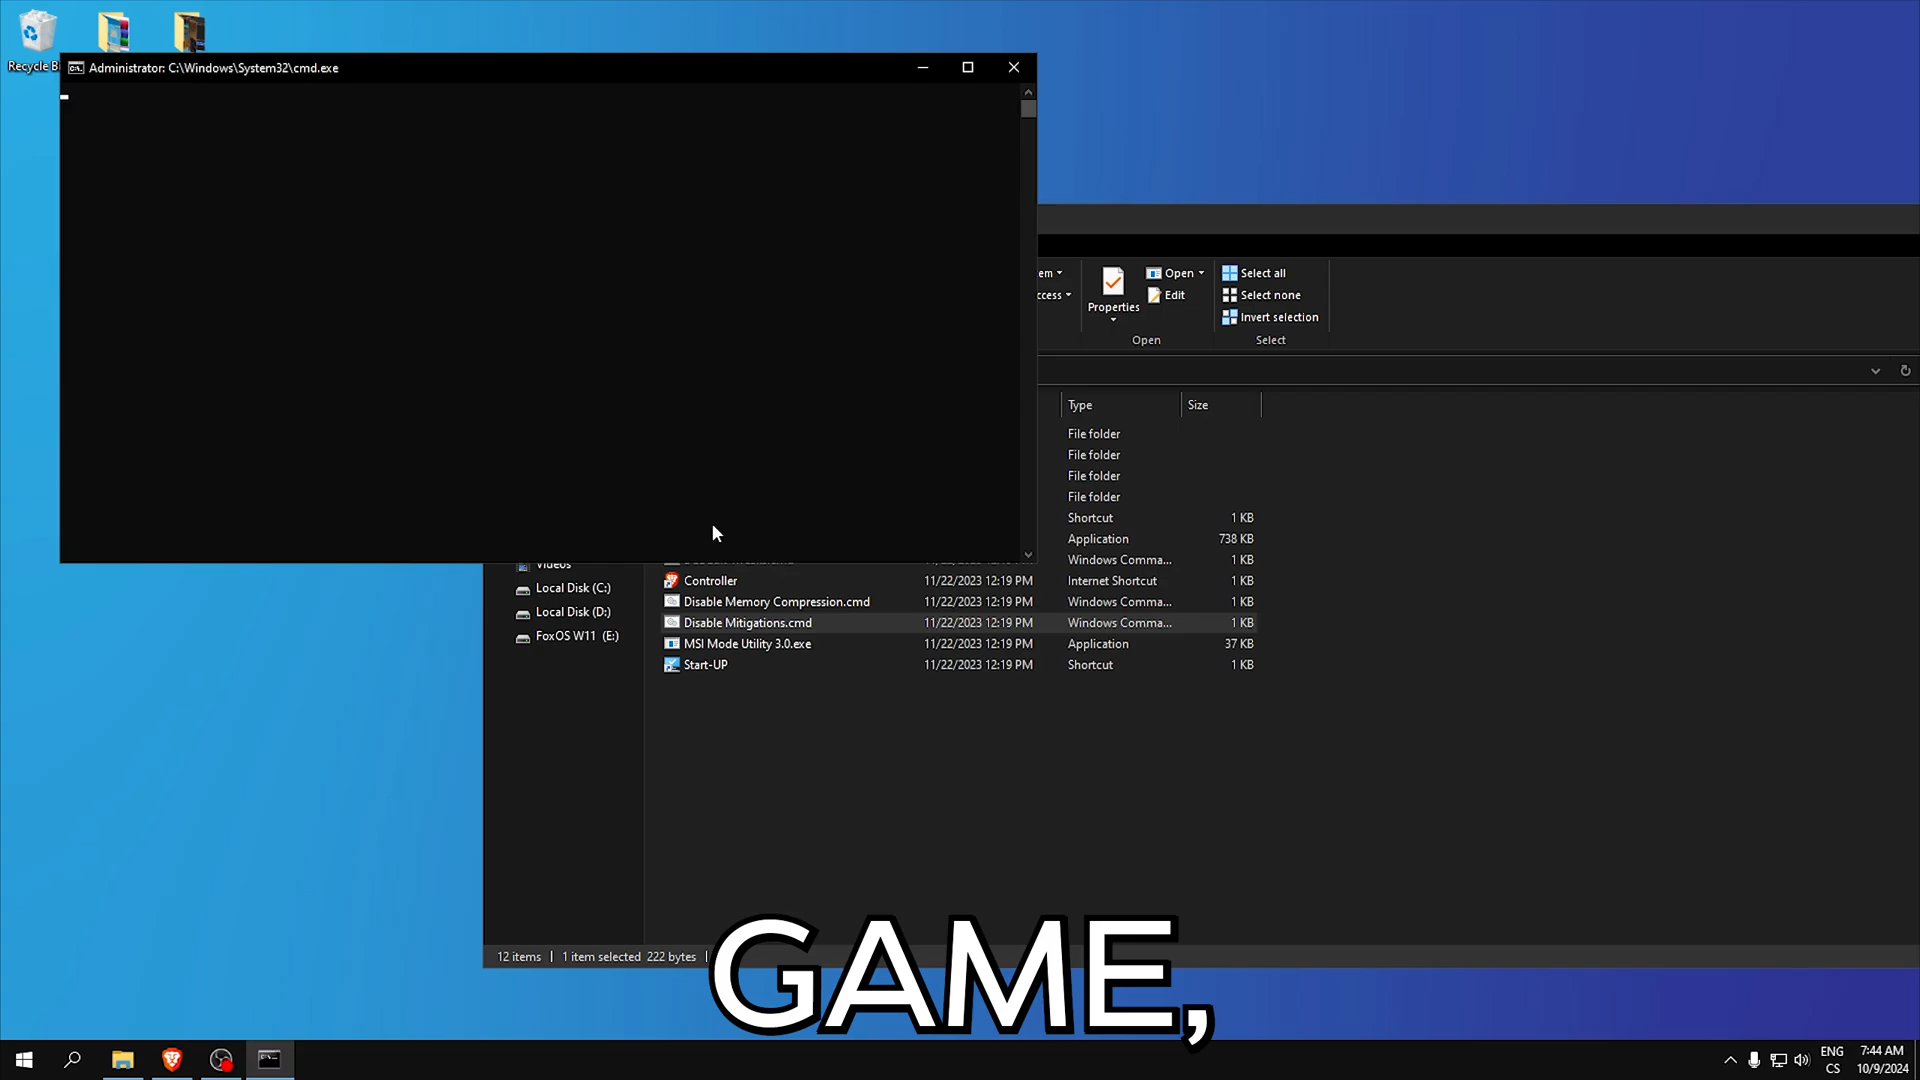 Recycle B
Administrator: C:\Windows\System32\cmd.exe
em
Open
Select all
ccess
Edit
Select none
Properties
Invert selection
Open
Select
Type
Size
File folder
File folder
File folder
File folder
Shortcut
1 KB
Application
738 KB
Windows Comma...
1 KB
Videos
Local Disk (C:)
Local Disk (D:)
FoxOS W11 (E:)
Controller
11/22/2023 12:19 PM
Internet Shortcut
1 KB
Disable Memory Compression.cmd
11/22/2023 12:19 PM
Windows Comma...
1 KB
Disable Mitigations.cmd
11/22/2023 12:19 PM
Windows Comma...
1 KB
MSI Mode Utility 3.0.exe
11/22/2023 12:19 PM
Application
37 KB
Start-UP
11/22/2023 12:19 PM
Shortcut
1 KB
12 items
1 item selected 222 bytes
GAME,
ENG
CS
7:44 AM
10/9/2024